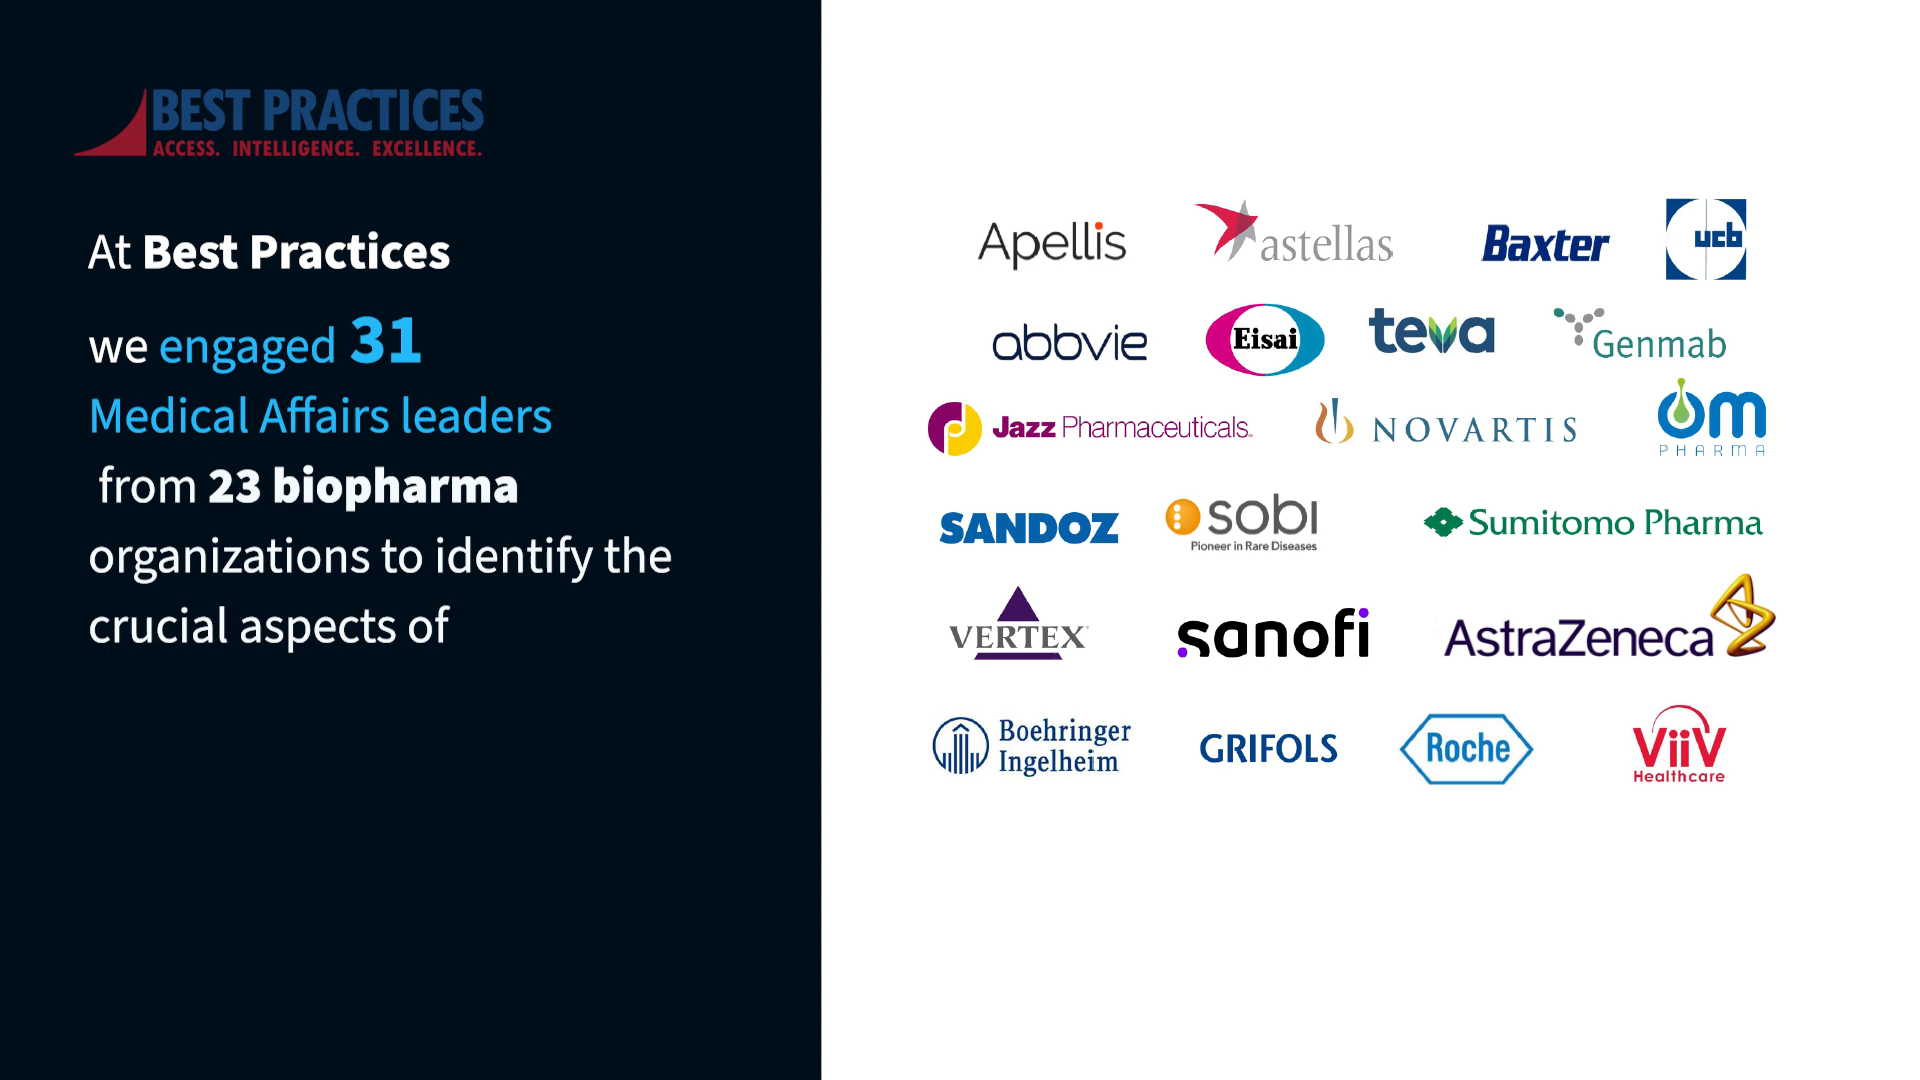 BEST PRACTICES
ACCESS. INTELLIGENCE. EXCELLENCE.
At Best Practices
we engaged 31
Medical Affairs leaders
from 23 biopharma
organizations to identify the
crucial aspects of
Apellis
astellas
Baxter
ucb
abbvie
Eisai
teva
Genmab
Jazz Pharmaceuticals
NOVARTIS
OM
PHARMA
SANDOZ
sobi
Pioneer in Rare Diseases
Sumitomo Pharma
VERTEX
sanofi
AstraZeneca
Boehringer
Ingelheim
GRIFOLS
Roche
ViiV
Healthcare